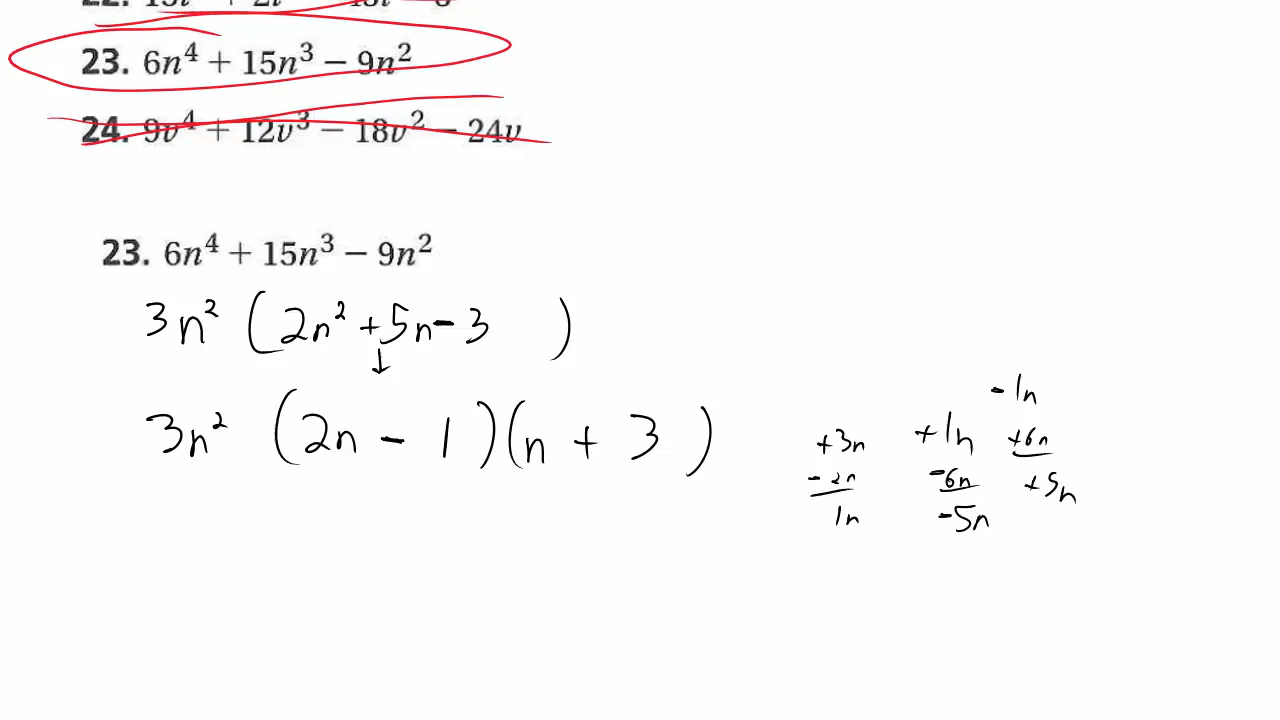 23. 6n⁴ + 15n³ − 9n²
24. 9v⁴ + 12v³ − 18v² − 24v
23. 6n⁴ + 15n³ − 9n²
3n² (2n² + 5n − 3 )
↓
3n² (2n − 1)(n + 3 )
+3n
- 2n
1n
+1n
-6n
-5n
-1n
+6n
+5n